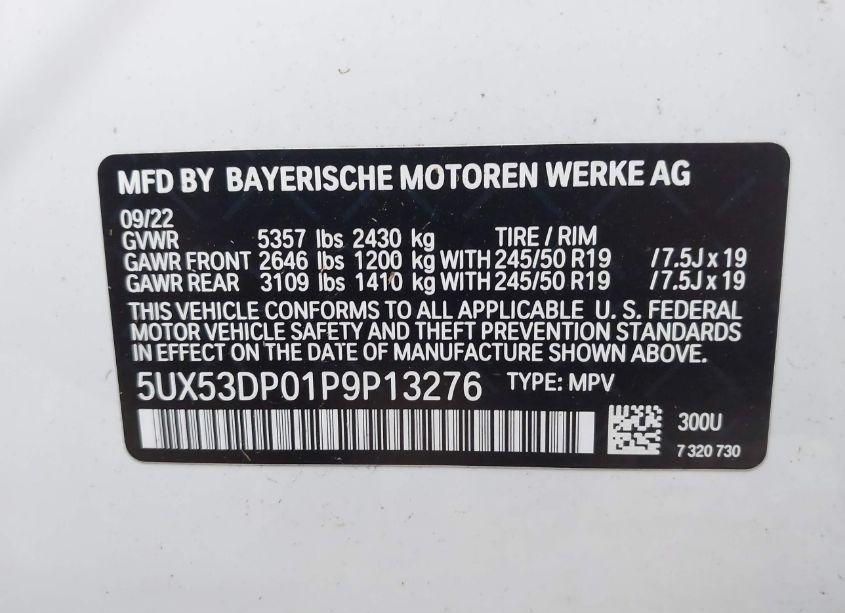 MFD BY BAYERISCHE MOTOREN WERKE AG
09/22
GVWR 5357 lbs 2430 kg TIRE / RIM
GAWR FRONT 2646 lbs 1200 kg WITH 245/50 R19 /7.5J x 19
GAWR REAR 3109 lbs 1410 kg WITH 245/50 R19 /7.5J x 19
THIS VEHICLE CONFORMS TO ALL APPLICABLE U. S. FEDERAL
MOTOR VEHICLE SAFETY AND THEFT PREVENTION STANDARDS
IN EFFECT ON THE DATE OF MANUFACTURE SHOWN ABOVE.
5UX53DP01P9P13276 TYPE: MPV
300U
7 320 730